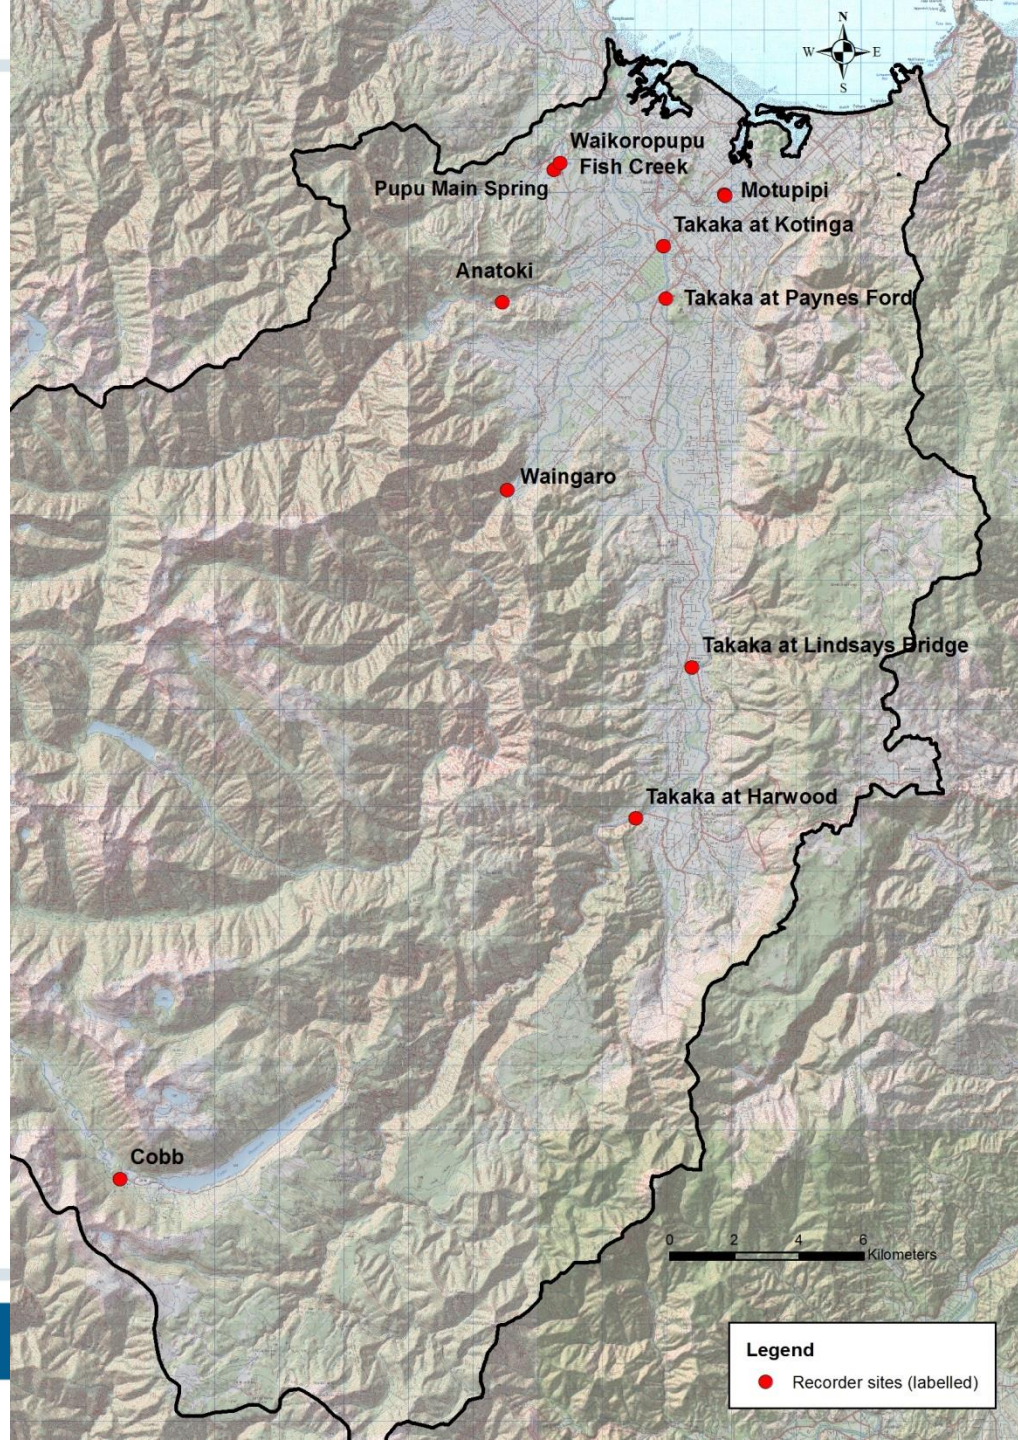 N
W E
S
Waikoropupu
Fish Creek
Pupu Main Spring
Motupipi
Takaka at Kotinga
Anatoki
Takaka at Paynes Ford
Waingaro
Takaka at Lindsays Bridge
Takaka at Harwood
Cobb
0 2 4 6
Kilometers
Legend
Recorder sites (labelled)